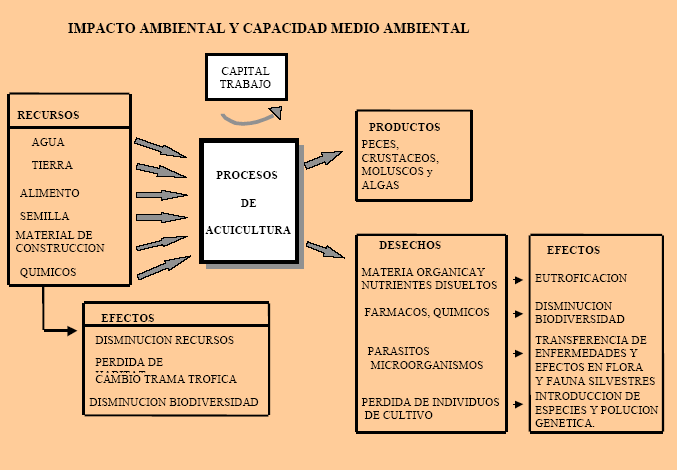 IMPACTO AMBIENTAL Y CAPACIDAD MEDIO AMBIENTAL
CAPITAL
TRABAJO
RECURSOS
AGUA
TIERRA
ALIMENTO
SEMILLA
MATERIAL DE
CONSTRUCCION
QUIMICOS
PROCESOS
DE
ACUICULTURA
PRODUCTOS
PECES,
CRUSTACEOS,
MOLUSCOS y
ALGAS
DESECHOS
MATERIA ORGANICAY
NUTRIENTES DISUELTOS
FARMACOS, QUIMICOS
PARASITOS
MICROORGANISMOS
PERDIDA DE INDIVIDUOS
DE CULTIVO
EFECTOS
EUTROFICACION
DISMINUCION
BIODIVERSIDAD
TRANSFERENCIA DE
ENFERMEDADES Y
EFECTOS EN FLORA
Y FAUNA SILVESTRES
INTRODUCCION DE
ESPECIES Y POLUCION
GENETICA.
EFECTOS
DISMINUCION RECURSOS
PERDIDA DE
CAMBIO TRAMA TROFICA
DISMINUCION BIODIVERSIDAD